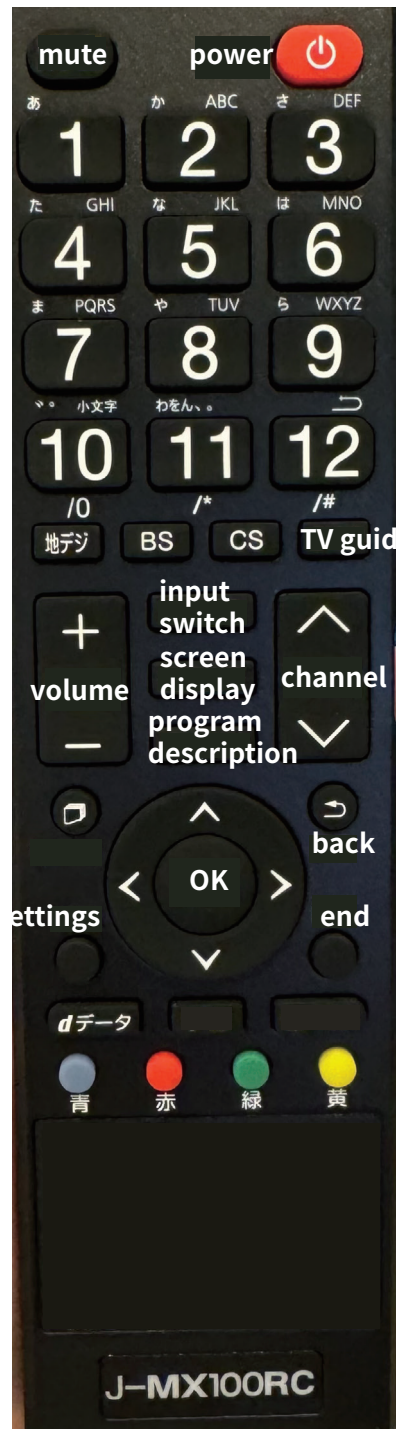 mute power
あ か ABC さ DEF
1 2 3
た GHI な JKL は MNO
4 5 6
ま PQRS や TUV ら WXYZ
7 8 9
゛゜ 小文字 わをん、。
10 11 12
/0 /* /#
地デジ BS CS TV guid
input
switch
+ screen
volume display channel
− program
description
back
OK
ettings end
dデータ
青 赤 緑 黄
J-MX100RC